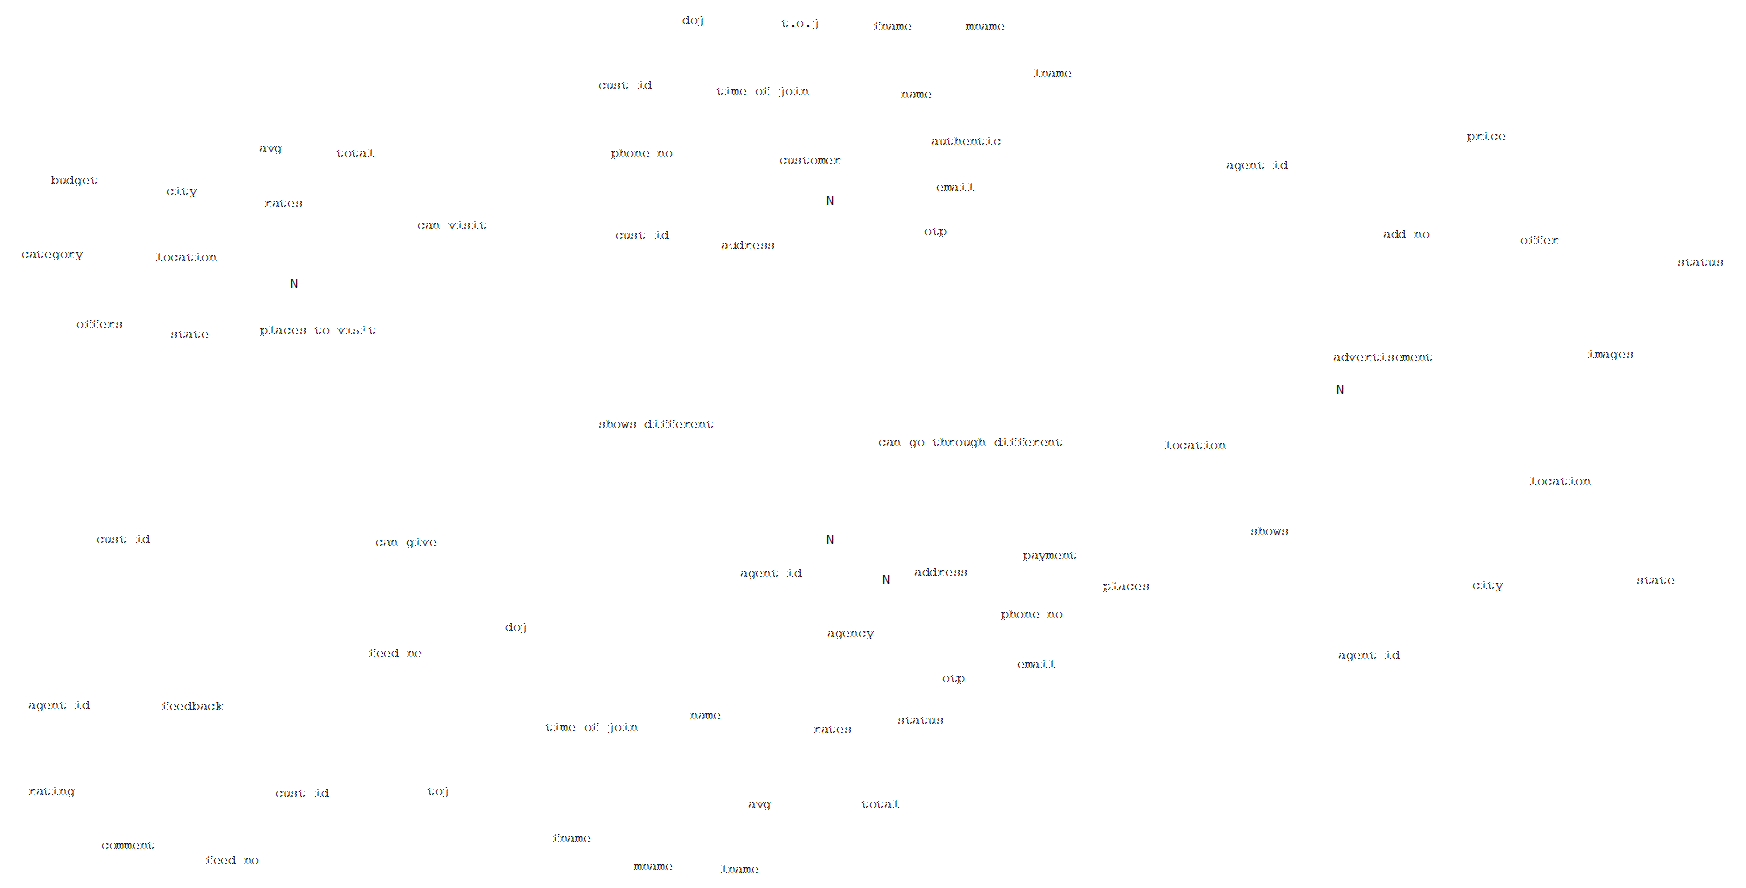 doj
t.o.j
fname
mname
lname
cust id
time of join
name
authentic
price
avg
total
phone no
customer
agent id
budget
city
email
rates
N
can visit
cust id
otp
add no
offer
address
category
location
status
N
offers
state
places to visit
advertisement
images
N
shows different
can go through different
location
location
shows
cust id
can give
N
payment
agent id
N
address
places
city
state
phone no
doj
agency
feed no
email
agent id
otp
agent id
feedback
name
status
time of join
rates
rating
cust id
toj
avg
total
fname
comment
feed no
mname
lname